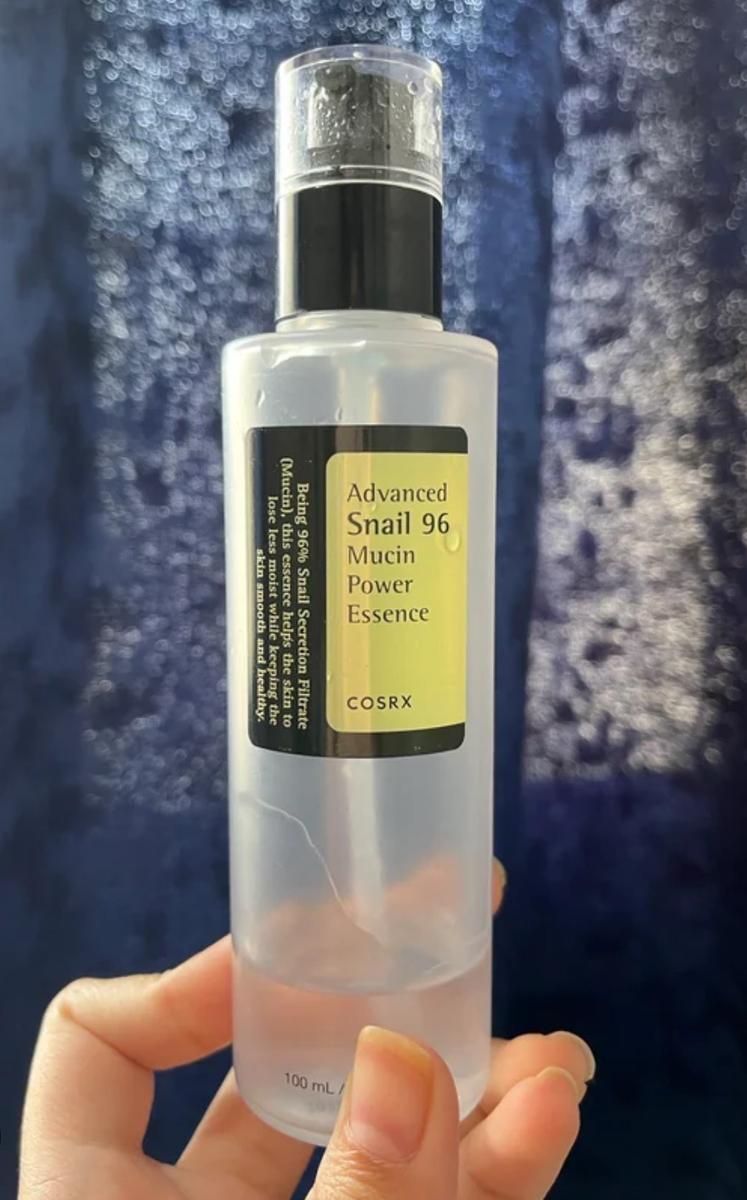 Advanced
Snail 96
Mucin
Power
Essence
COSRX
Being 96% Snail Secretion Filtrate
(Mucin), this essence helps the skin to
lose less moist while keeping the
skin smooth and healthy.
100 mL /